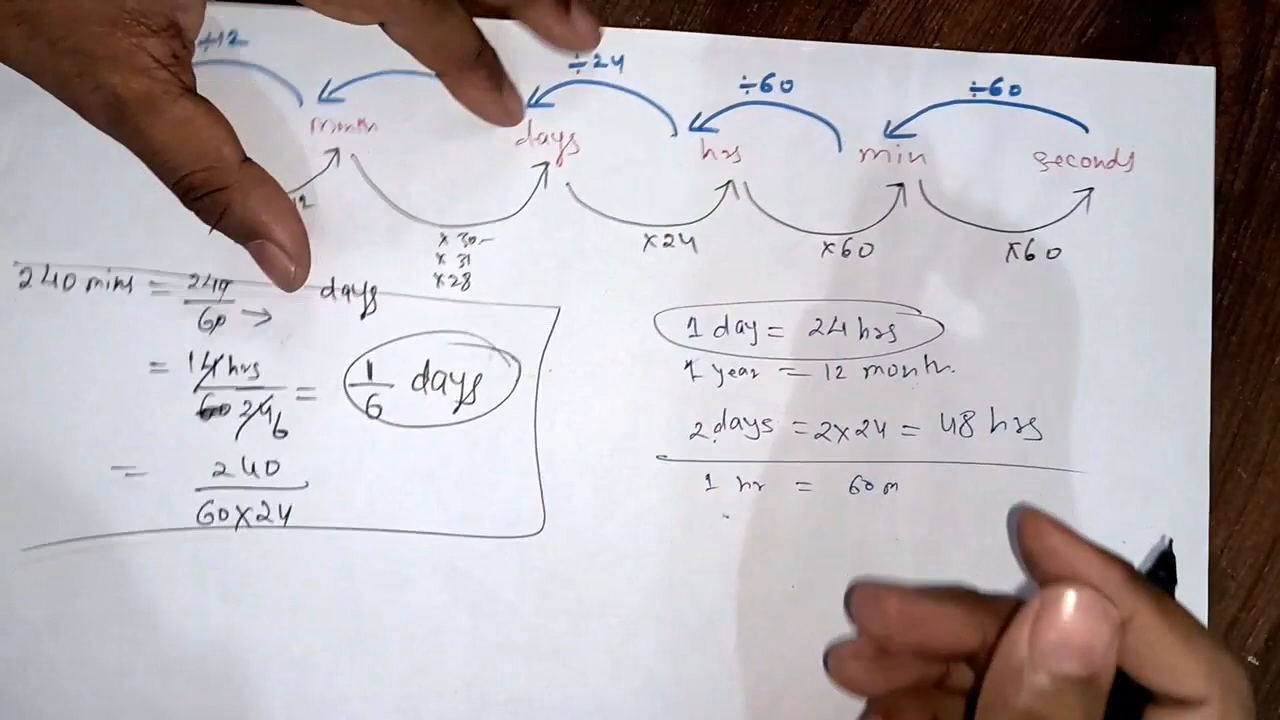 ÷12
÷24
÷60
÷60
month
days
hrs
min
seconds
× 30
× 31
× 28
×24
×60
×60
240 mins = 240 days
60 →
= 14 hrs = 1 days
60 24 6 6
= 240
60×24
1 day = 24 hrs
1 year = 12 month.
2 days = 2×24 = 48 hrs
1 hr = 60 m